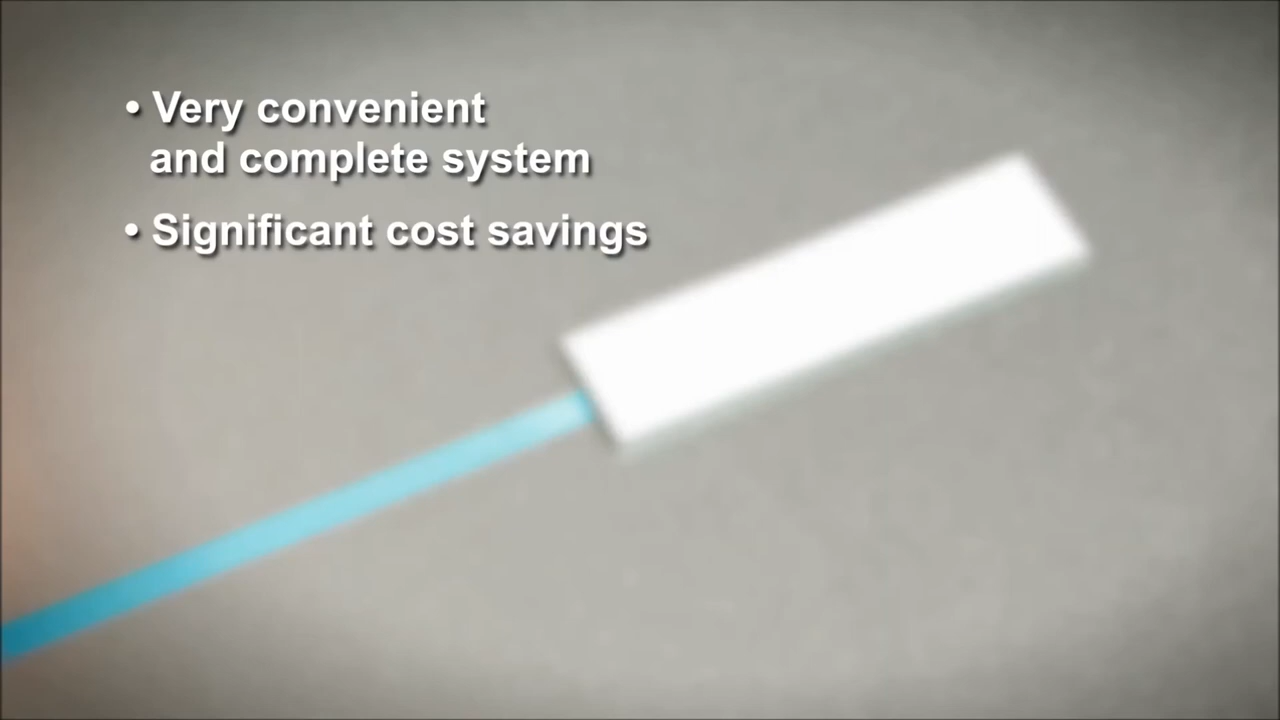 • Very convenient
and complete system
• Significant cost savings